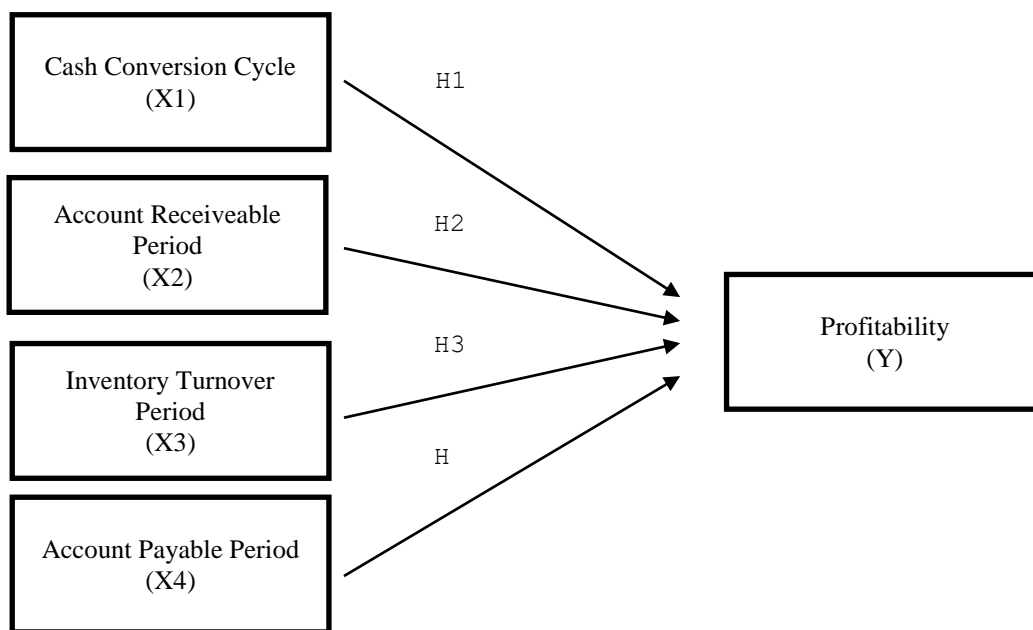 Cash Conversion Cycle
(X1)
H1
Account Receiveable
Period
(X2)
H2
Inventory Turnover
Period
(X3)
H3
Account Payable Period
(X4)
H
Profitability
(Y)